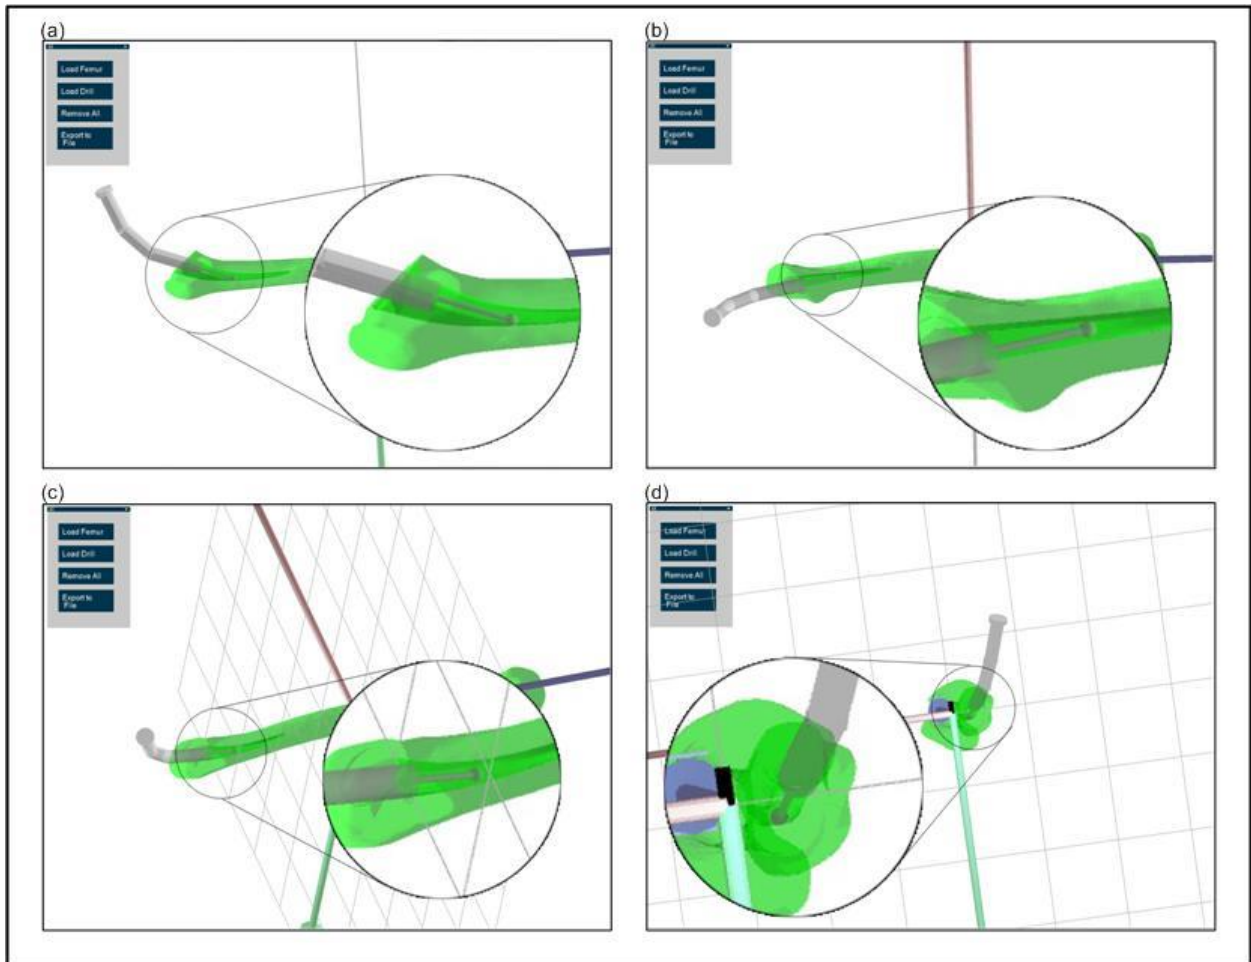 (a)
Load Femur
Load Drill
Remove All
Export to
File
(b)
Load Femur
Load Drill
Remove All
Export to
File
(c)
Load Femur
Load Drill
Remove All
Export to
File
(d)
Load Femur
Load Drill
Remove All
Export to
File